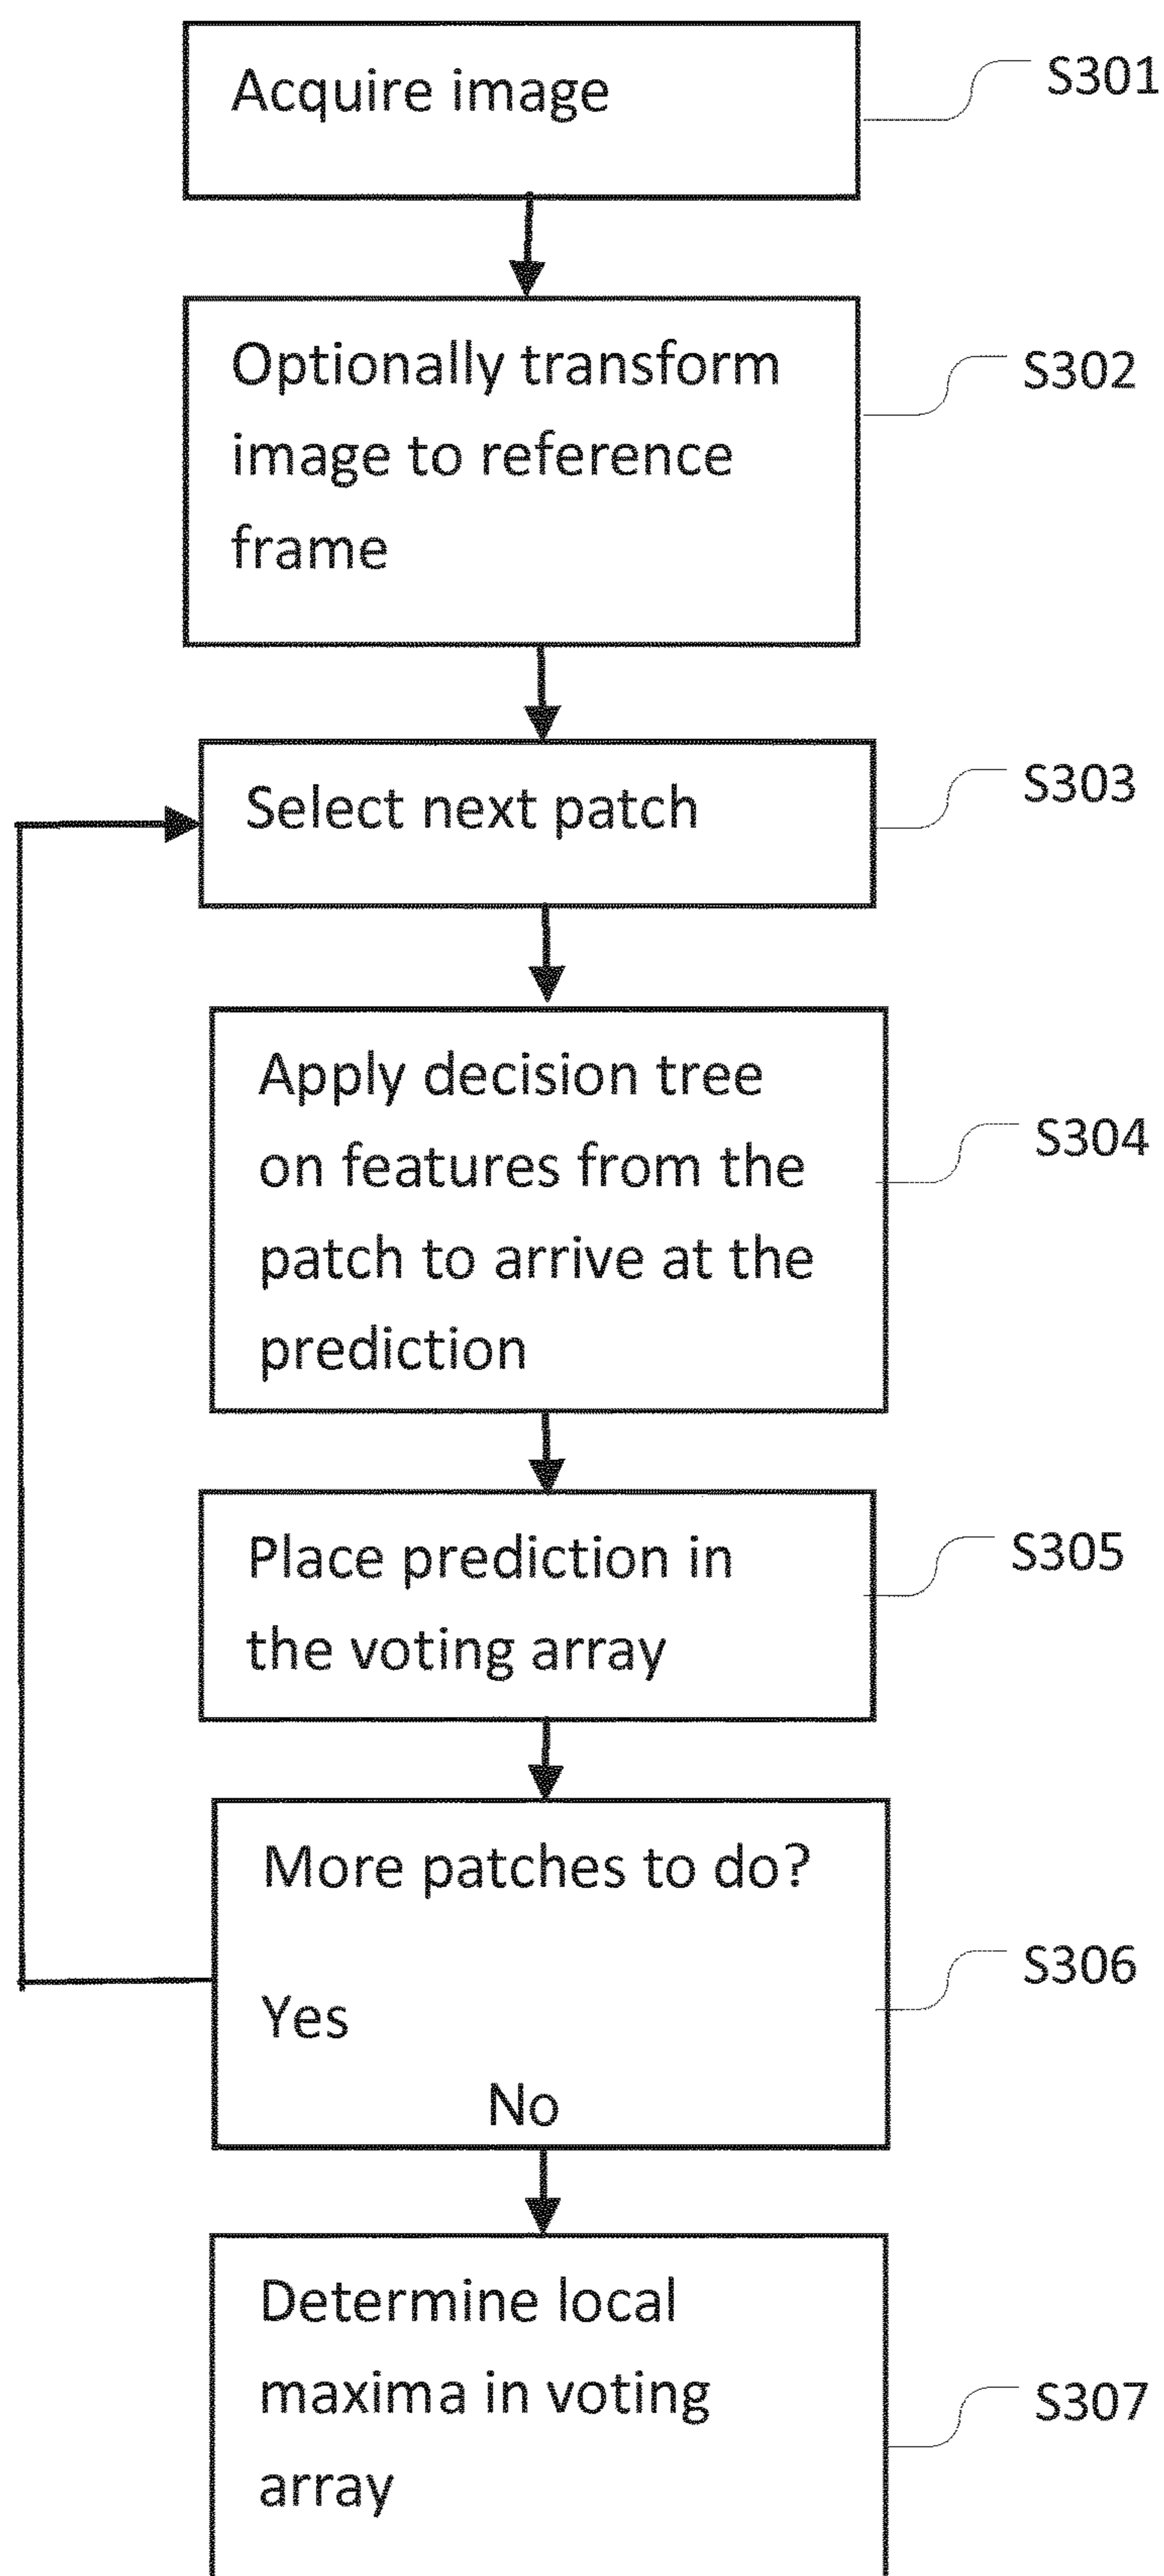 Acquire image
S301
Optionally transform
image to reference
frame
S302
Select next patch
S303
Apply decision tree
on features from the
patch to arrive at the
prediction
S304
Place prediction in
the voting array
S305
More patches to do?
Yes
No
S306
Determine local
maxima in voting
array
S307